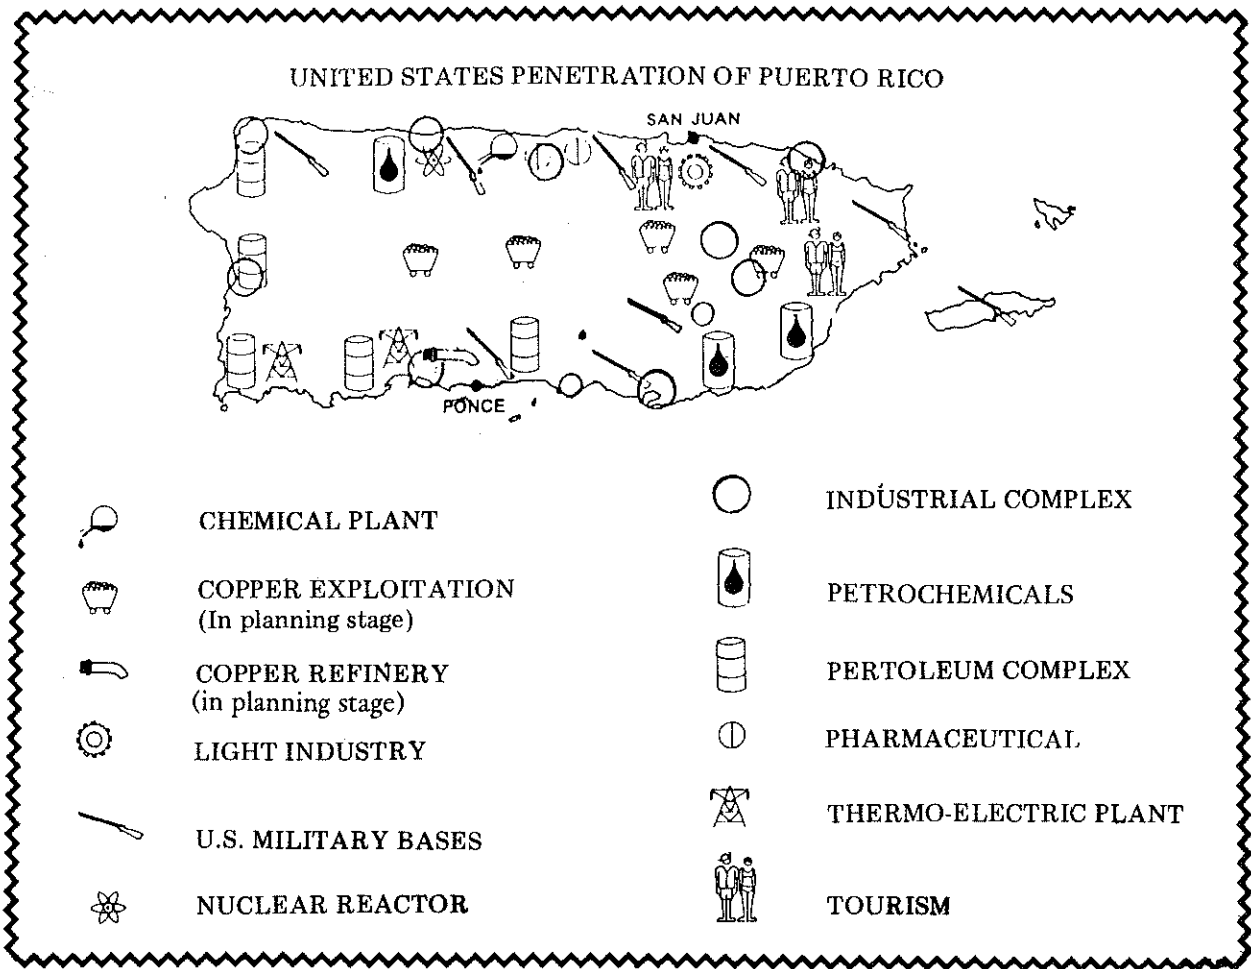 UNITED STATES PENETRATION OF PUERTO RICO
SAN JUAN
PONCE
CHEMICAL PLANT
COPPER EXPLOITATION
(In planning stage)
COPPER REFINERY
(in planning stage)
LIGHT INDUSTRY
U.S. MILITARY BASES
NUCLEAR REACTOR
INDUSTRIAL COMPLEX
PETROCHEMICALS
PERTOLEUM COMPLEX
PHARMACEUTICAL
THERMO-ELECTRIC PLANT
TOURISM